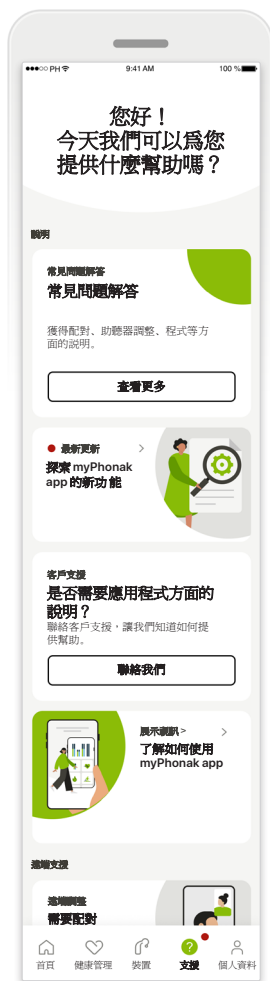 PH
9:41 AM
100 %
您好！
今天我們可以為您
提供什麼幫助嗎？
說明
常見問題解答
常見問題解答
獲得配對、助聽器調整、程式等方
面的説明。
查看更多
最新更新
探索 myPhonak
app 的新功能
客戶支援
是否需要應用程式方面的
説明？
聯絡客戶支援，讓我們知道如何提
供幫助。
聯絡我們
展示視訊 >
了解如何使用
myPhonak app
遠端支援
遠端調整
需要配對
首頁
健康管理
裝置
支援
個人資料